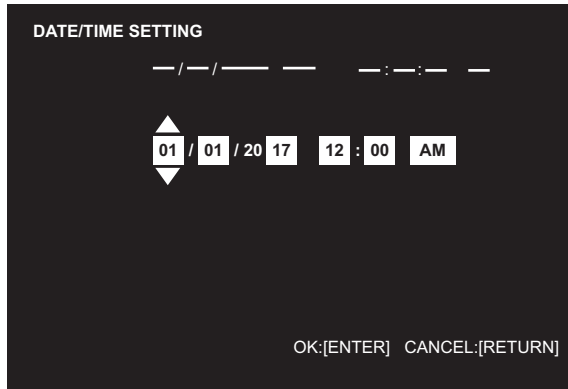 DATE/TIME SETTING
—/—/—— —— —:—:— —
01 / 01 / 20 17 12 : 00 AM
OK:[ENTER] CANCEL:[RETURN]